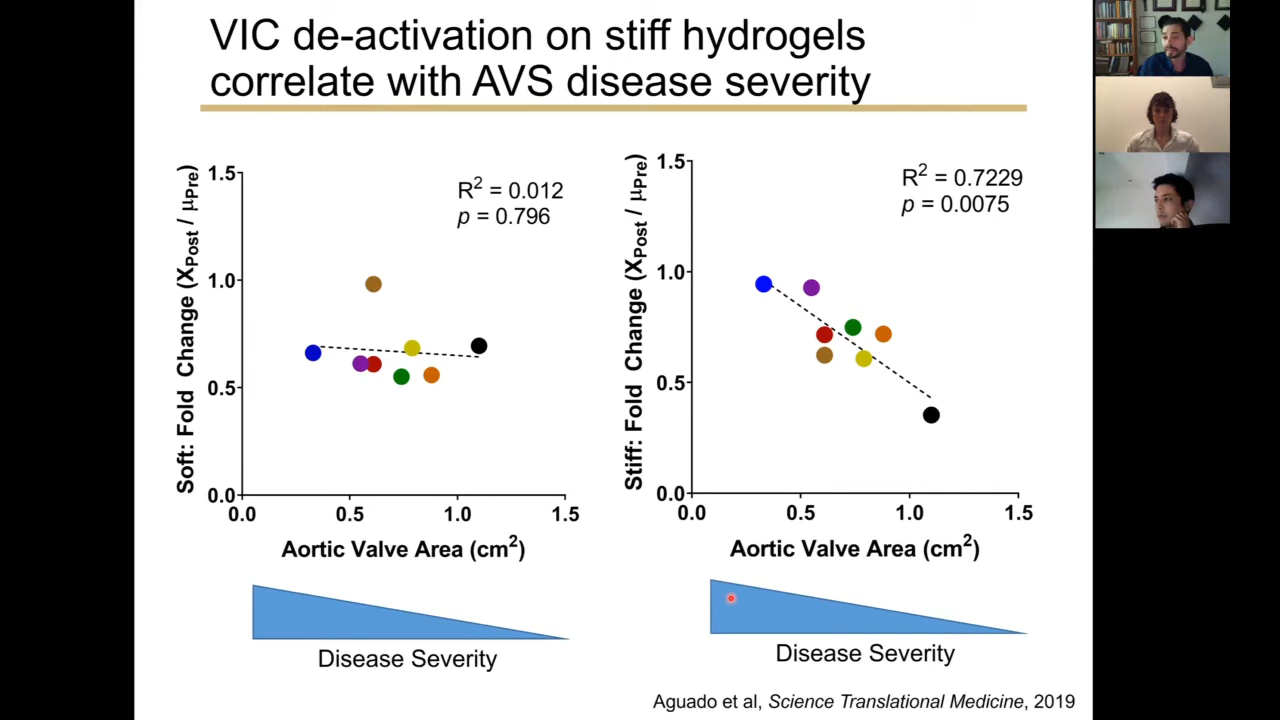 VIC de-activation on stiff hydrogels
correlate with AVS disease severity
Soft: Fold Change (X_Post / μ_Pre)
1.5
1.0
0.5
0.0
R² = 0.012
p = 0.796
0.0 0.5 1.0 1.5
Aortic Valve Area (cm²)
Disease Severity
Stiff: Fold Change (X_Post / μ_Pre)
1.5
1.0
0.5
0.0
R² = 0.7229
p = 0.0075
0.0 0.5 1.0 1.5
Aortic Valve Area (cm²)
Disease Severity
Aguado et al, Science Translational Medicine, 2019